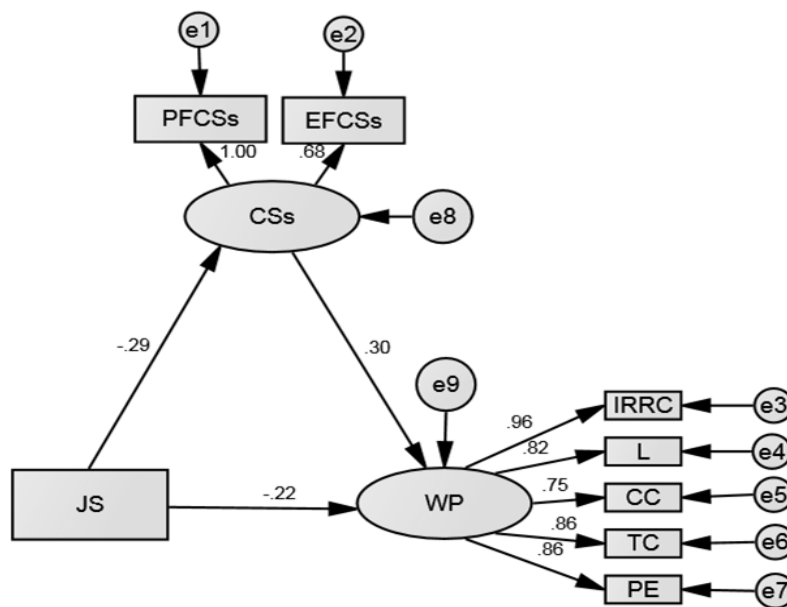 e1
e2
PFCSs
EFCSs
1.00
.68
CSs
e8
-.29
.30
e9
IRRC
e3
.96
L
e4
.82
JS
-.22
WP
.75
CC
e5
.86
TC
e6
.86
PE
e7